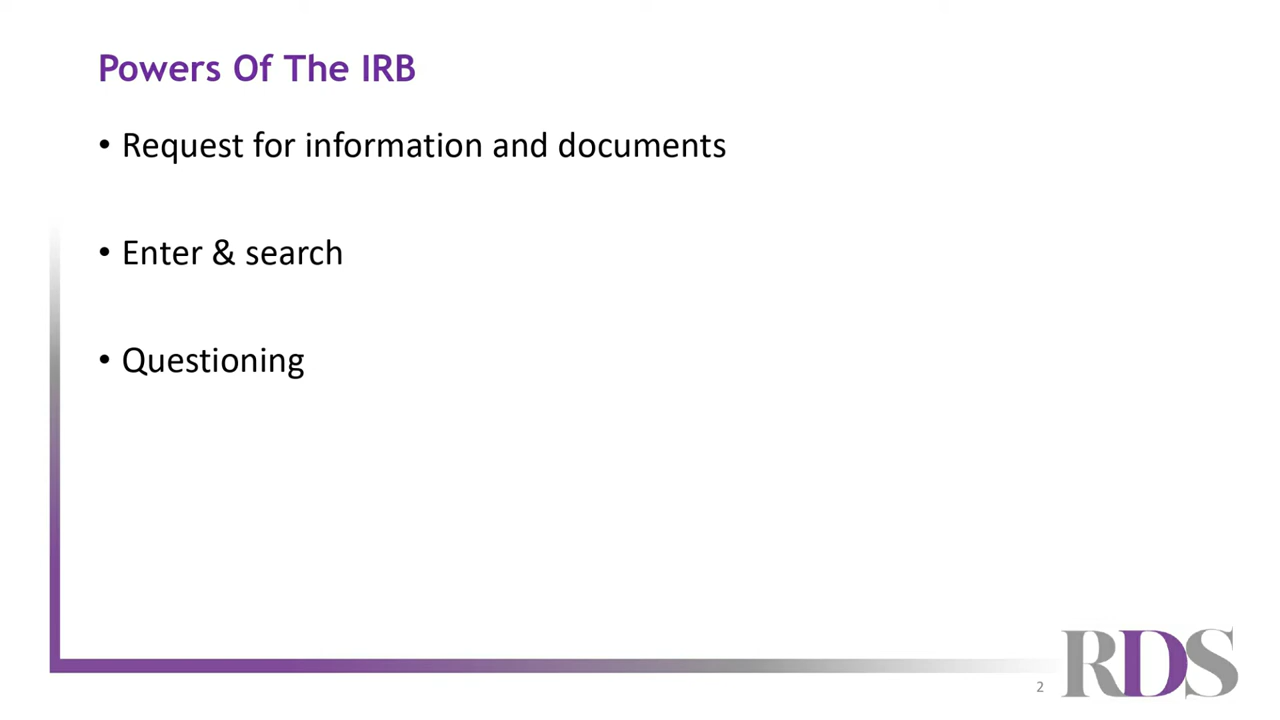 Powers Of The IRB
• Request for information and documents
• Enter & search
• Questioning
2
RDS